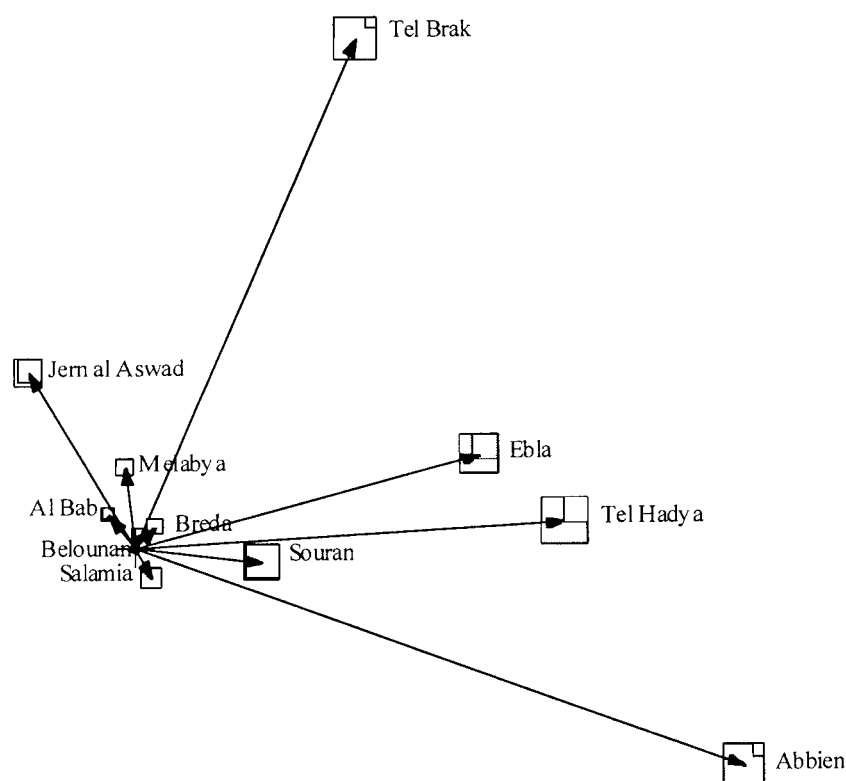 Tel Brak
Jern al Aswad
Melabya
Ebla
Al Bab
Breda
Tel Hadya
Belounan
Souran
Salamia
Abbien